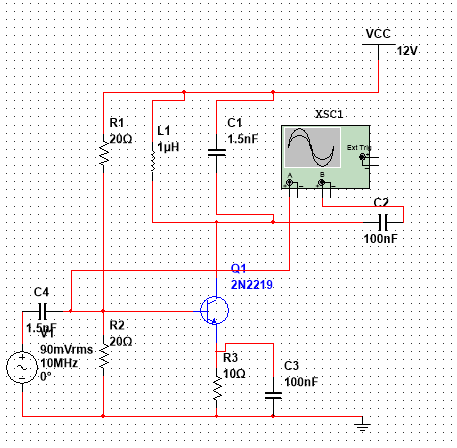 VCC
12V
XSC1
R1
20Ω
L1
1µH
C1
1.5nF
Ext Trig
A
B
C2
100nF
Q1
2N2219
C4
1.5nF
V1
90mVrms
10MHz
0°
R2
20Ω
R3
10Ω
C3
100nF